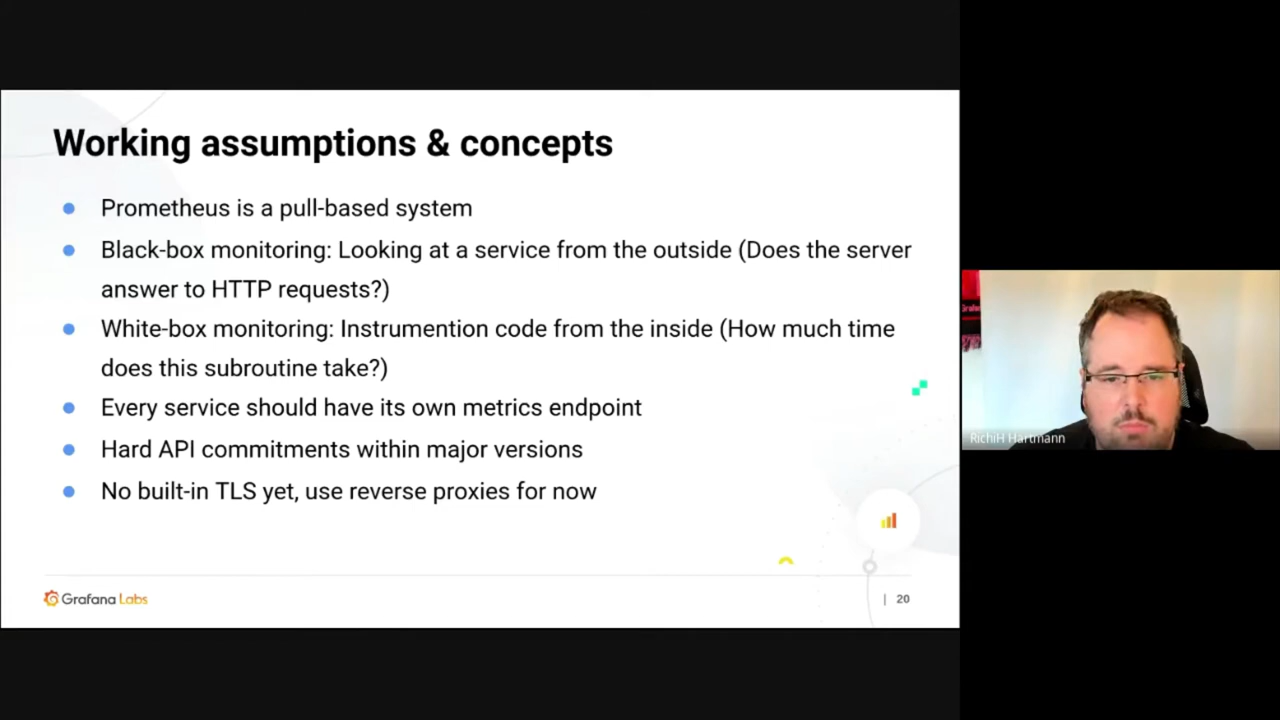 Working assumptions & concepts
Prometheus is a pull-based system
Black-box monitoring: Looking at a service from the outside (Does the server
answer to HTTP requests?)
White-box monitoring: Instrumention code from the inside (How much time
does this subroutine take?)
Every service should have its own metrics endpoint
Hard API commitments within major versions
No built-in TLS yet, use reverse proxies for now
Grafana Labs
| 20
RichiH Hartmann